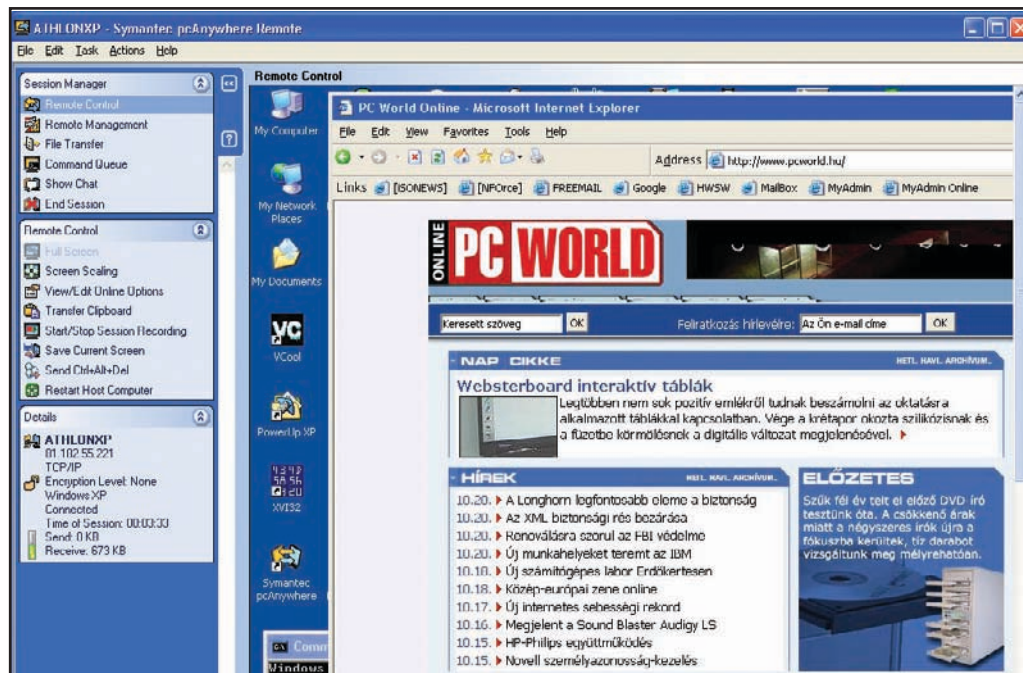 ATHLONXP - Symantec pcAnywhere Remote
File Edit Task Actions Help
Session Manager
Remote Control
Remote Management
File Transfer
Command Queue
Show Chat
End Session
Remote Control
Full Screen
Screen Scaling
View/Edit Online Options
Transfer Clipboard
Start/Stop Session Recording
Save Current Screen
Send Ctrl+Alt+Del
Restart Host Computer
Details
ATHLONXP
01.102.55.221
TCP/IP
Encryption Level: None
Windows XP
Connected
Time of Session: 00:03:33
Send: 0 KB
Receive: 673 KB
Remote Control
My Computer
My Network Places
My Documents
VC
VCool
PowerUp XP
XVI32
Symantec pcAnywhere
Windows
PC World Online - Microsoft Internet Explorer
File Edit View Favorites Tools Help
Address http://www.pcworld.hu/
Links [ISONEWS] [NFOrce] FREEMAIL Google HWSW MailBox MyAdmin MyAdmin Online
ONLINE PC WORLD
Keresett szöveg OK Feliratkozás hírlevélre: Az Ön e-mail címe OK
NAP CIKKE HETI. HAVI. ARCHÍVUM..
Websterboard interaktív táblák
Legtöbben nem sok pozitív emlékről tudnak beszámolni az oktatásra
alkalmazott táblákkal kapcsolatban. Vége a krétapor okozta szilikózisnak és
a füzetbe körmölésnek a digitális változat megjelenésével.
HÍREK HETI. HAVI. ARCHÍVUM..
10.20. A Longhorn legfontosabb eleme a biztonság
10.20. Az XML biztonsági rés bezárása
10.20. Renoválásra szorul az FBI védelme
10.20. Új munkahelyeket teremt az IBM
10.18. Új számítógépes labor Erdőkertesen
10.18. Közép-európai zene online
10.17. Új internetes sebességi rekord
10.16. Megjelent a Sound Blaster Audigy LS
10.15. HP-Philips együttműködés
10.15. Novell személyazonosság-kezelés
ELŐZETES
Szűk fél év telt el előző DVD író
tesztünk óta. A csökkenő árak
miatt a négyszeres írók újra a
fókuszba kerültek, tíz darabot
vizsgáltunk meg mélyrehatóan.